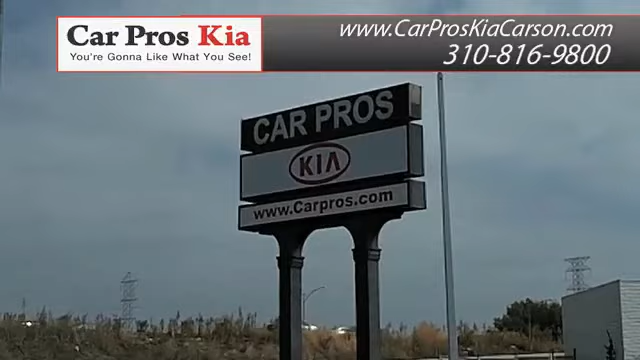 Car Pros Kia
You're Gonna Like What You See!
www.CarProsKiaCarson.com
310-816-9800
CAR PROS
KIA
www.Carpros.com